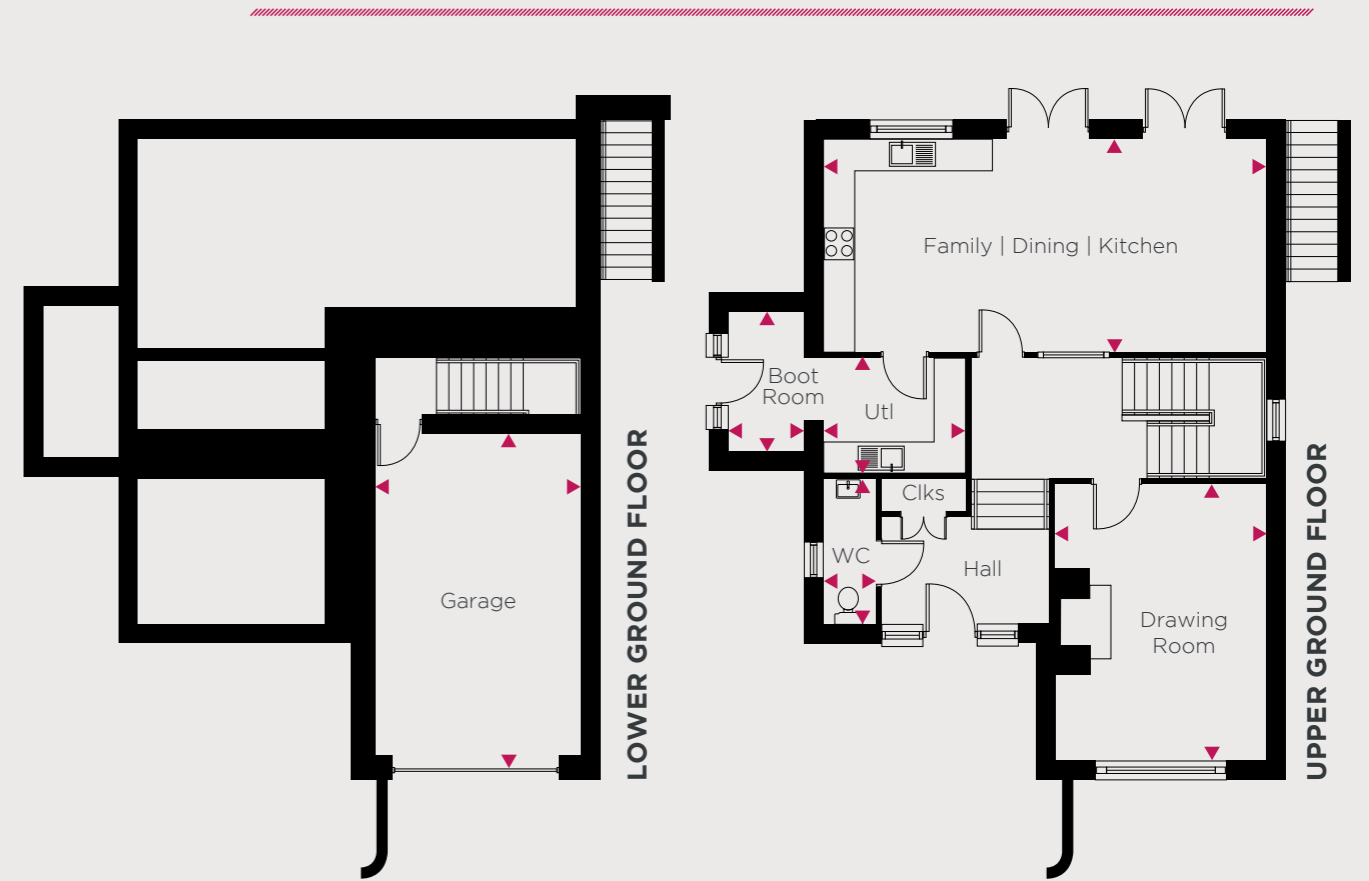 Garage
LOWER GROUND FLOOR
Family | Dining | Kitchen
Boot
Room
Utl
Clks
WC
Hall
Drawing
Room
UPPER GROUND FLOOR